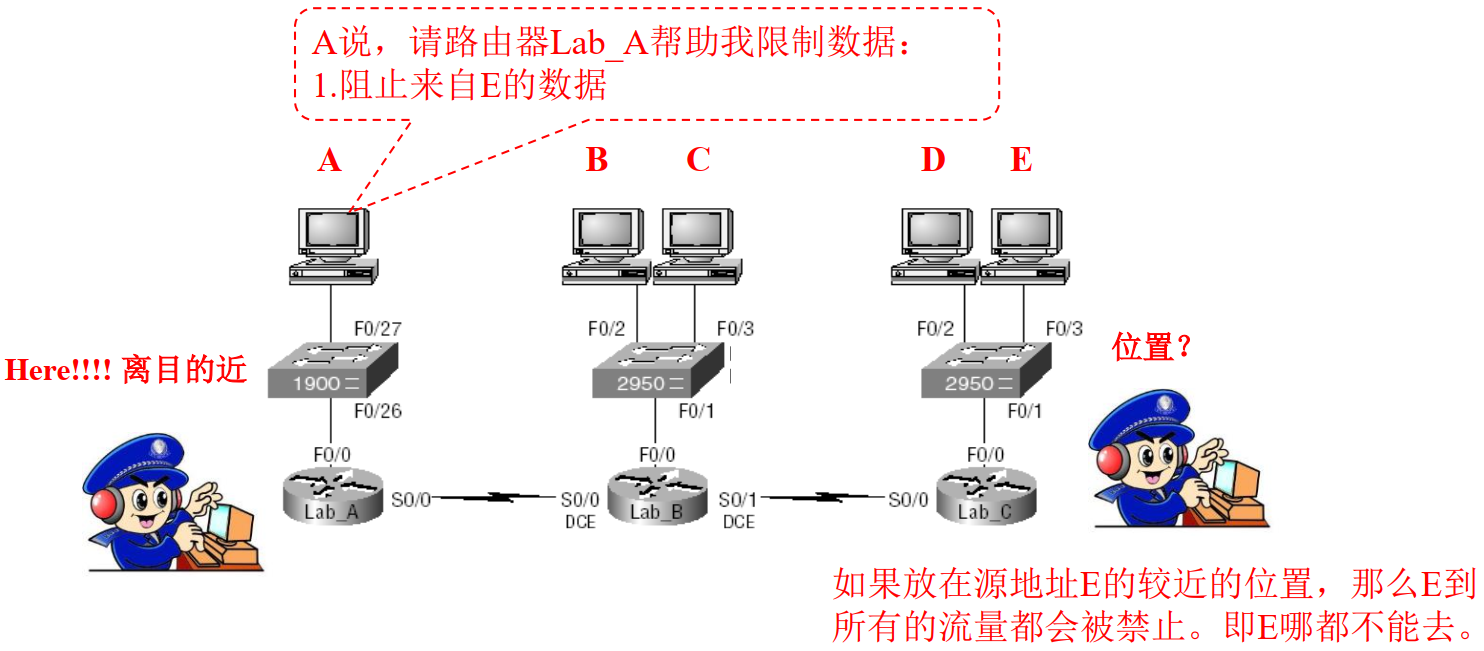 A说，请路由器Lab_A帮助我限制数据：
1.阻止来自E的数据
A
B
C
D
E
F0/27
F0/2
F0/3
F0/2
F0/3
Here!!!! 离目的近
位置？
1900
2950
2950
F0/26
F0/1
F0/1
F0/0
F0/0
F0/0
Lab_A
S0/0
S0/0
DCE
Lab_B
S0/1
DCE
S0/0
Lab_C
如果放在源地址E的较近的位置，那么E到
所有的流量都会被禁止。即E哪都不能去。